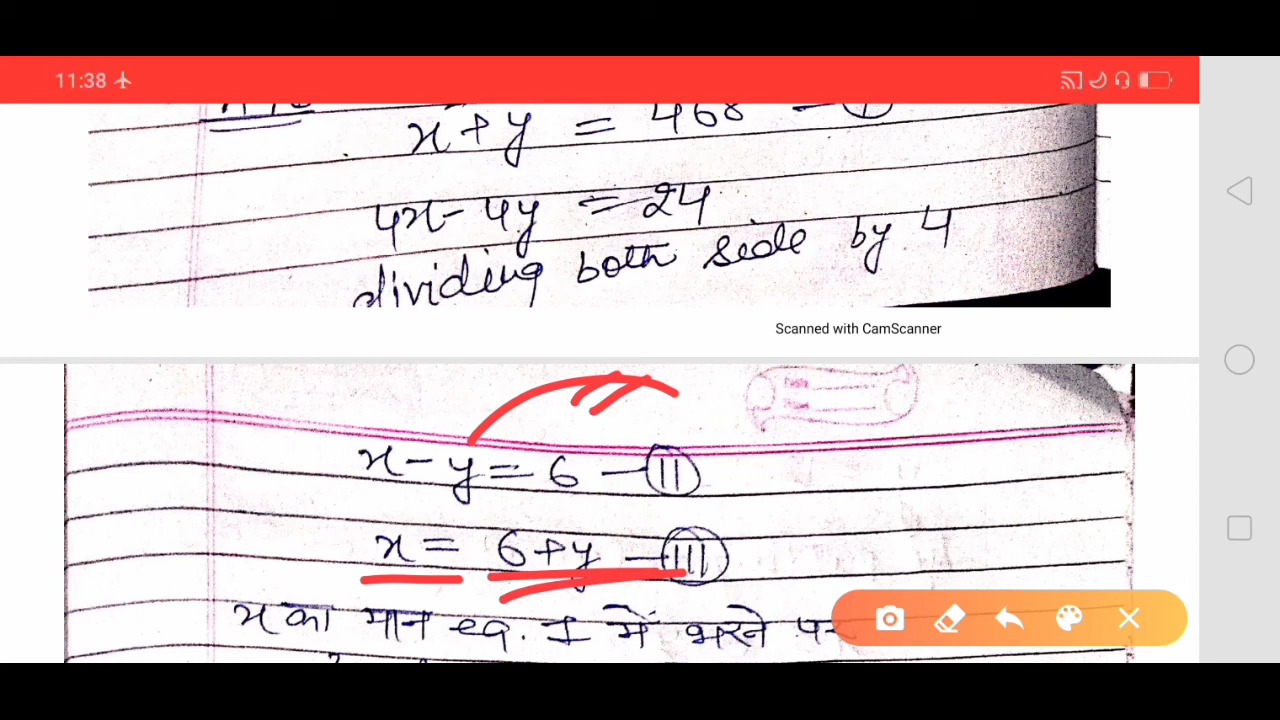 11:38
x+y = 468 - I
4x- 4y = 24
dividing both side by 4
Scanned with CamScanner
x-y=6 -II
x= 6+y -III
x का मान eq. I में भरने पर